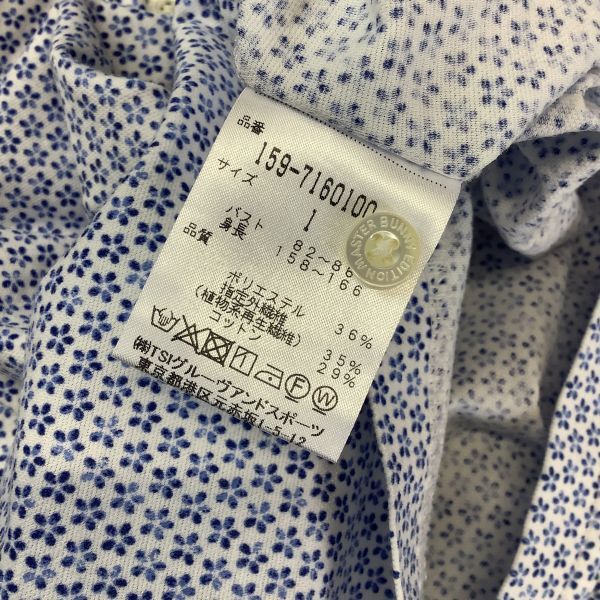 品番
159-7160100
サイズ
1
バスト 82~86
身長 158~166
品質
ポリエステル 36%
指定外繊維
(植物系再生繊維) 35%
コットン 29%
F W
㈱TSIグルーヴアンドスポーツ
東京都港区元赤坂1-5-12
MASTER BUNNY EDITION